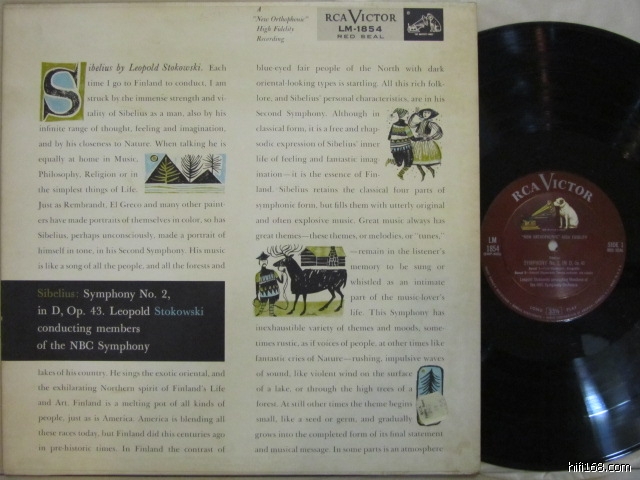 A
"New Orthophonic"
High Fidelity
Recording
RCA VICTOR
LM-1854
RED SEAL
Sibelius by Leopold Stokowski. Each
time I go to Finland to conduct, I am
struck by the immense strength and vi-
tality of Sibelius as a man, also by his
infinite range of thought, feeling and imagination,
and by his closeness to Nature. When talking he is
equally at home in Music,
Philosophy, Religion or in
the simplest things of Life.
Just as Rembrandt, El Greco and many other paint-
ers have made portraits of themselves in color, so has
Sibelius, perhaps unconsciously, made a portrait of
himself in tone, in his Second Symphony. His music
is like a song of all the people, and all the forests and
Sibelius: Symphony No. 2,
in D, Op. 43. Leopold Stokowski
conducting members
of the NBC Symphony
lakes of his country. He sings the exotic oriental, and
the exhilarating Northern spirit of Finland's Life
and Art. Finland is a melting pot of all kinds of
people, just as is America. America is blending all
these races today, but Finland did this centuries ago
in pre-historic times. In Finland the contrast of
blue-eyed fair people of the North with dark
oriental-looking types is startling. All this rich folk-
lore, and Sibelius' personal characteristics, are in his
Second Symphony. Although in
classical form, it is a free and rhap-
sodic expression of Sibelius' inner
life of feeling and fantastic imag-
ination—it is the essence of Fin-
land. Sibelius retains the classical four parts of
symphonic form, but fills them with utterly original
and often explosive music. Great music always has
great themes—these themes, or melodies, or "tunes,"
—remain in the listener's
memory to be sung or
whistled as an intimate
part of the music-lover's
life. This Symphony has
inexhaustible variety of themes and moods, some-
times rustic, as if voices of people, at other times like
fantastic cries of Nature—rushing, impulsive waves
of sound, like violent wind on the surface
of a lake, or through the high trees of a
forest. At still other times the theme begins
small, like a seed or germ, and gradually
grows into the completed form of its final statement
and musical message. In some parts is an atmosphere
RCA VICTOR
"NEW ORTHOPHONIC" HIGH FIDELITY
LM
1854
SIDE 1
SYMPHONY No. 2, IN D, Op. 43
Leopold Stokowski conducting Members of
the NBC Symphony Orchestra
hifi168.com